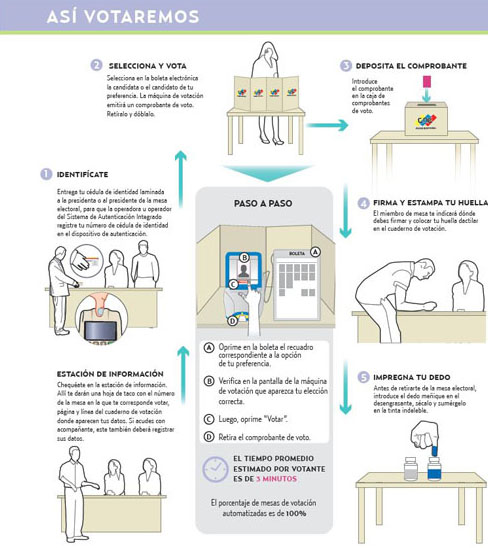 ASÍ VOTAREMOS
ESTACIÓN DE INFORMACIÓN
Chequéate en la estación de información.
Allí te darán una hoja de taco con el número
de la mesa en la que te corresponde votar,
página y línea del cuaderno de votación
donde aparecen tus datos. Si acudes con
acompañante, este también deberá registrar
sus datos.
1 IDENTIFÍCATE
Entrega tu cédula de identidad laminada
a la presidenta o al presidente de la mesa
electoral, para que la operadora u operador
del Sistema de Autenticación Integrado
registre tu número de cédula de identidad
en el dispositivo de autenticación.
2 SELECCIONA Y VOTA
Selecciona en la boleta electrónica
la candidata o el candidato de tu
preferencia. La máquina de votación
emitirá un comprobante de voto.
Retíralo y dóblalo.
3 DEPOSITA EL COMPROBANTE
Introduce
el comprobante
en la caja de
comprobantes
de voto.
4 FIRMA Y ESTAMPA TU HUELLA
El miembro de mesa te indicará dónde
debes firmar y colocar tu huella dactilar
en el cuaderno de votación.
5 IMPREGNA TU DEDO
Antes de retirarte de la mesa electoral,
introduce el dedo meñique en el
desengrasante, sécalo y sumérgelo
en la tinta indeleble.
PASO A PASO
BOLETA A
B
C
D
A Oprime en la boleta el recuadro
correspondiente a la opción
de tu preferencia.
B Verifica en la pantalla de la máquina
de votación que aparezca tu elección
correcta.
C Luego, oprime "Votar".
D Retira el comprobante de voto.
EL TIEMPO PROMEDIO
ESTIMADO POR VOTANTE
ES DE 3 MINUTOS
El porcentaje de mesas de votación
automatizadas es de 100%